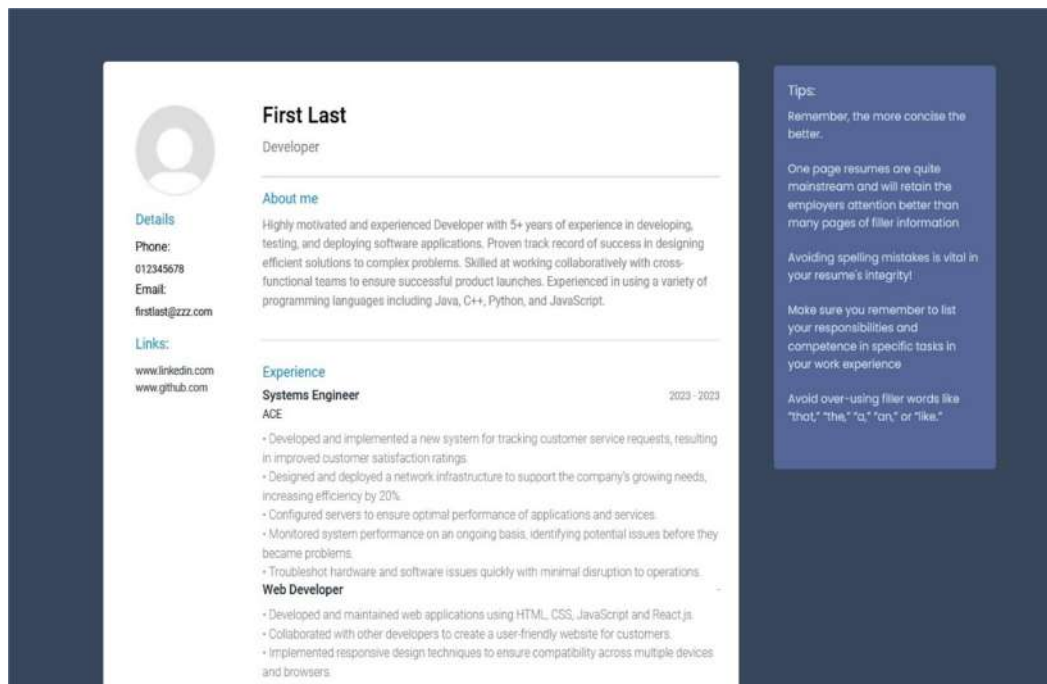 First Last
Developer
Details
Phone:
012345678
Email:
firstlast@zzz.com
Links:
www.linkedin.com
www.github.com
About me
Highly motivated and experienced Developer with 5+ years of experience in developing,
testing, and deploying software applications. Proven track record of success in designing
efficient solutions to complex problems. Skilled at working collaboratively with cross-
functional teams to ensure successful product launches. Experienced in using a variety of
programming languages including Java, C++, Python, and JavaScript.
Experience
Systems Engineer 2023 - 2023
ACE
• Developed and implemented a new system for tracking customer service requests, resulting
in improved customer satisfaction ratings.
• Designed and deployed a network infrastructure to support the company's growing needs,
increasing efficiency by 20%.
• Configured servers to ensure optimal performance of applications and services.
• Monitored system performance on an ongoing basis, identifying potential issues before they
became problems.
• Troubleshot hardware and software issues quickly with minimal disruption to operations.
Web Developer -
• Developed and maintained web applications using HTML, CSS, JavaScript and React.js.
• Collaborated with other developers to create a user-friendly website for customers.
• Implemented responsive design techniques to ensure compatibility across multiple devices
and browsers.
Tips:
Remember, the more concise the
better.
One page resumes are quite
mainstream and will retain the
employers attention better than
many pages of filler information
Avoiding spelling mistakes is vital in
your resume's integrity!
Make sure you remember to list
your responsibilities and
competence in specific tasks in
your work experience
Avoid over-using filler words like
"that," "the," "a," "an," or "like."